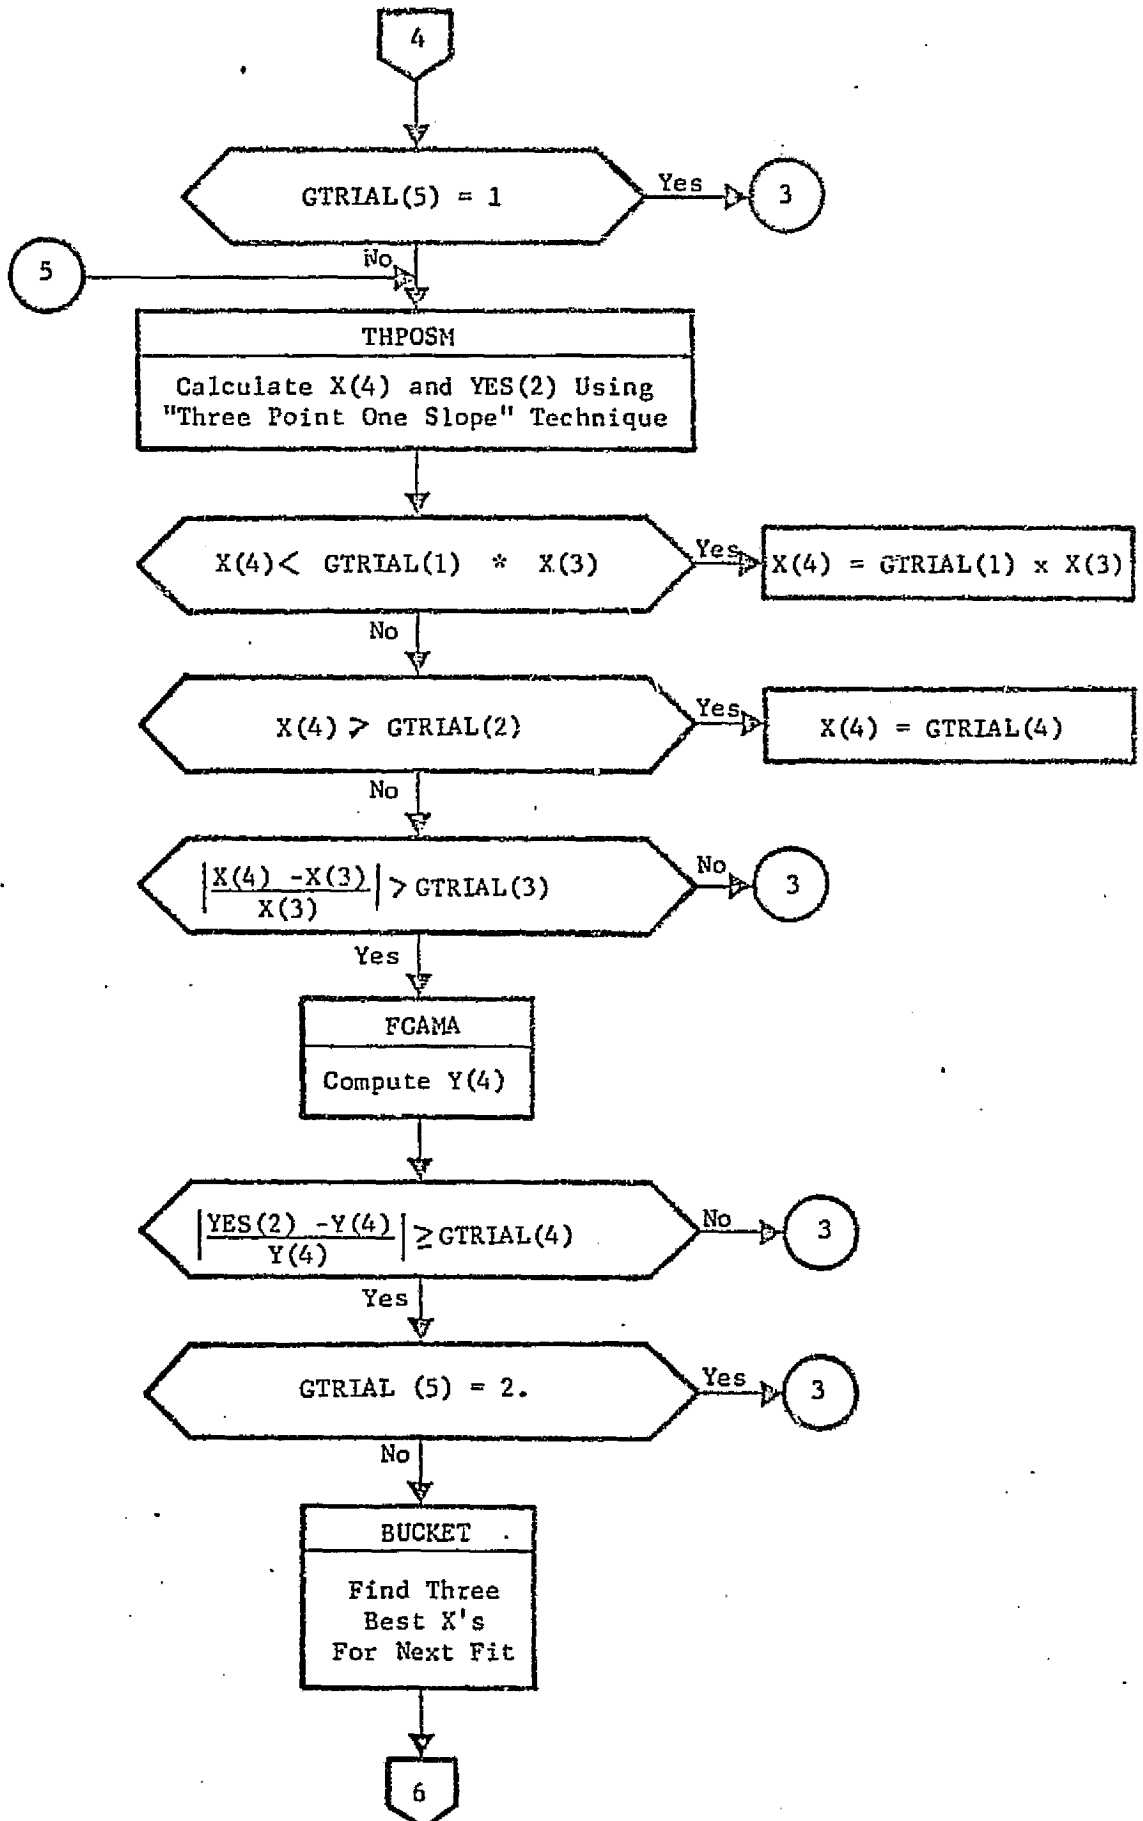 4
GTRIAL(5) = 1
Yes
3
No
5
THPOSM
Calculate X(4) and YES(2) Using
"Three Point One Slope" Technique
X(4)< GTRIAL(1) * X(3)
Yes
X(4) = GTRIAL(1) x X(3)
No
X(4) > GTRIAL(2)
Yes
X(4) = GTRIAL(4)
No
|X(4) -X(3)/X(3)| > GTRIAL(3)
No
3
Yes
FGAMA
Compute Y(4)
|YES(2) -Y(4)/Y(4)| ≥ GTRIAL(4)
No
3
Yes
GTRIAL (5) = 2.
Yes
3
No
BUCKET
Find Three
Best X's
For Next Fit
6